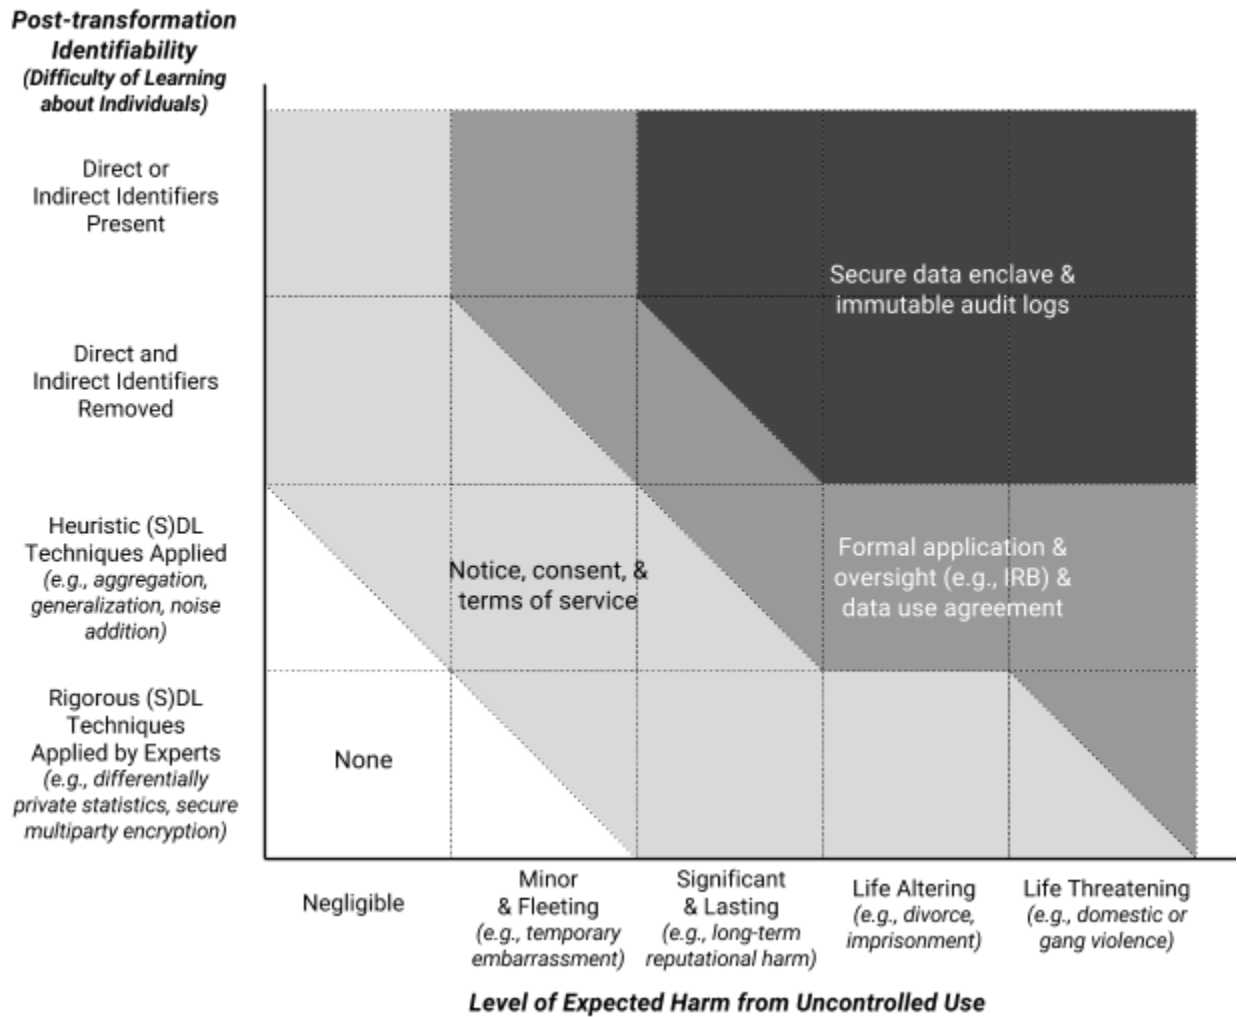 Post-transformation
Identifiability
(Difficulty of Learning
about Individuals)
Direct or
Indirect Identifiers
Present
Secure data enclave &
immutable audit logs
Direct and
Indirect Identifiers
Removed
Heuristic (S)DL
Techniques Applied
(e.g., aggregation,
generalization, noise
addition)
Notice, consent, &
terms of service
Formal application &
oversight (e.g., IRB) &
data use agreement
Rigorous (S)DL
Techniques
Applied by Experts
(e.g., differentially
private statistics, secure
multiparty encryption)
None
Negligible
Minor
& Fleeting
(e.g., temporary
embarrassment)
Significant
& Lasting
(e.g., long-term
reputational harm)
Life Altering
(e.g., divorce,
imprisonment)
Life Threatening
(e.g., domestic or
gang violence)
Level of Expected Harm from Uncontrolled Use